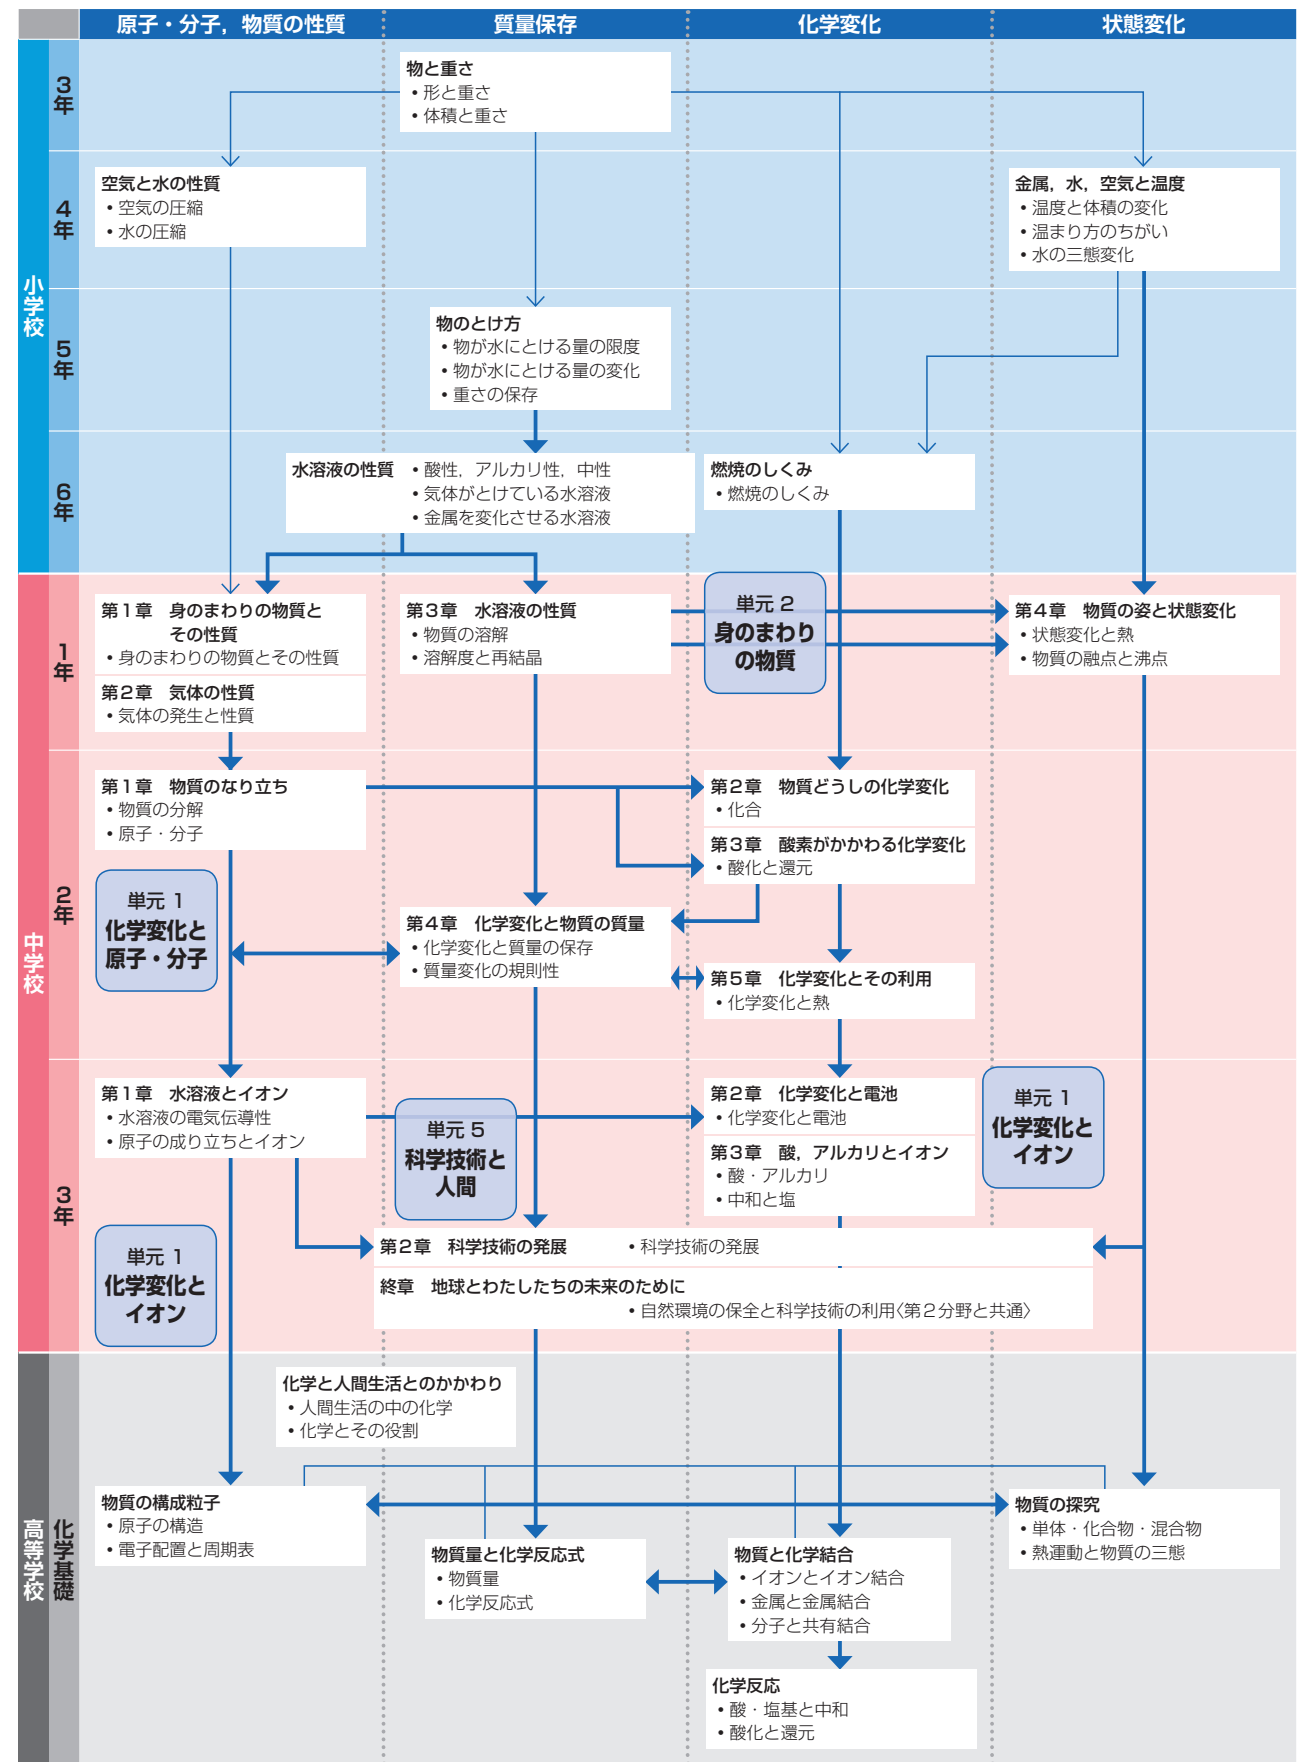 原子・分子，物質の性質
質量保存
化学変化
状態変化
小学校
3年
物と重さ
•形と重さ
•体積と重さ
4年
空気と水の性質
•空気の圧縮
•水の圧縮
金属，水，空気と温度
•温度と体積の変化
•温まり方のちがい
•水の三態変化
5年
物のとけ方
•物が水にとける量の限度
•物が水にとける量の変化
•重さの保存
6年
水溶液の性質
•酸性，アルカリ性，中性
•気体がとけている水溶液
•金属を変化させる水溶液
燃焼のしくみ
•燃焼のしくみ
中学校
1年
第1章　身のまわりの物質と
その性質
•身のまわりの物質とその性質
第2章　気体の性質
•気体の発生と性質
第3章　水溶液の性質
•物質の溶解
•溶解度と再結晶
単元 2
身のまわり
の物質
第4章　物質の姿と状態変化
•状態変化と熱
•物質の融点と沸点
2年
第1章　物質のなり立ち
•物質の分解
•原子・分子
単元 1
化学変化と
原子・分子
第2章　物質どうしの化学変化
•化合
第3章　酸素がかかわる化学変化
•酸化と還元
第4章　化学変化と物質の質量
•化学変化と質量の保存
•質量変化の規則性
第5章　化学変化とその利用
•化学変化と熱
3年
第1章　水溶液とイオン
•水溶液の電気伝導性
•原子の成り立ちとイオン
単元 5
科学技術と
人間
第2章　化学変化と電池
•化学変化と電池
第3章　酸，アルカリとイオン
•酸・アルカリ
•中和と塩
単元 1
化学変化と
イオン
単元 1
化学変化と
イオン
第2章　科学技術の発展　•科学技術の発展
終章　地球とわたしたちの未来のために
•自然環境の保全と科学技術の利用〈第2分野と共通〉
高等学校
化学基礎
化学と人間生活とのかかわり
•人間生活の中の化学
•化学とその役割
物質の構成粒子
•原子の構造
•電子配置と周期表
物質の探究
•単体・化合物・混合物
•熱運動と物質の三態
物質量と化学反応式
•物質量
•化学反応式
物質と化学結合
•イオンとイオン結合
•金属と金属結合
•分子と共有結合
化学反応
•酸・塩基と中和
•酸化と還元